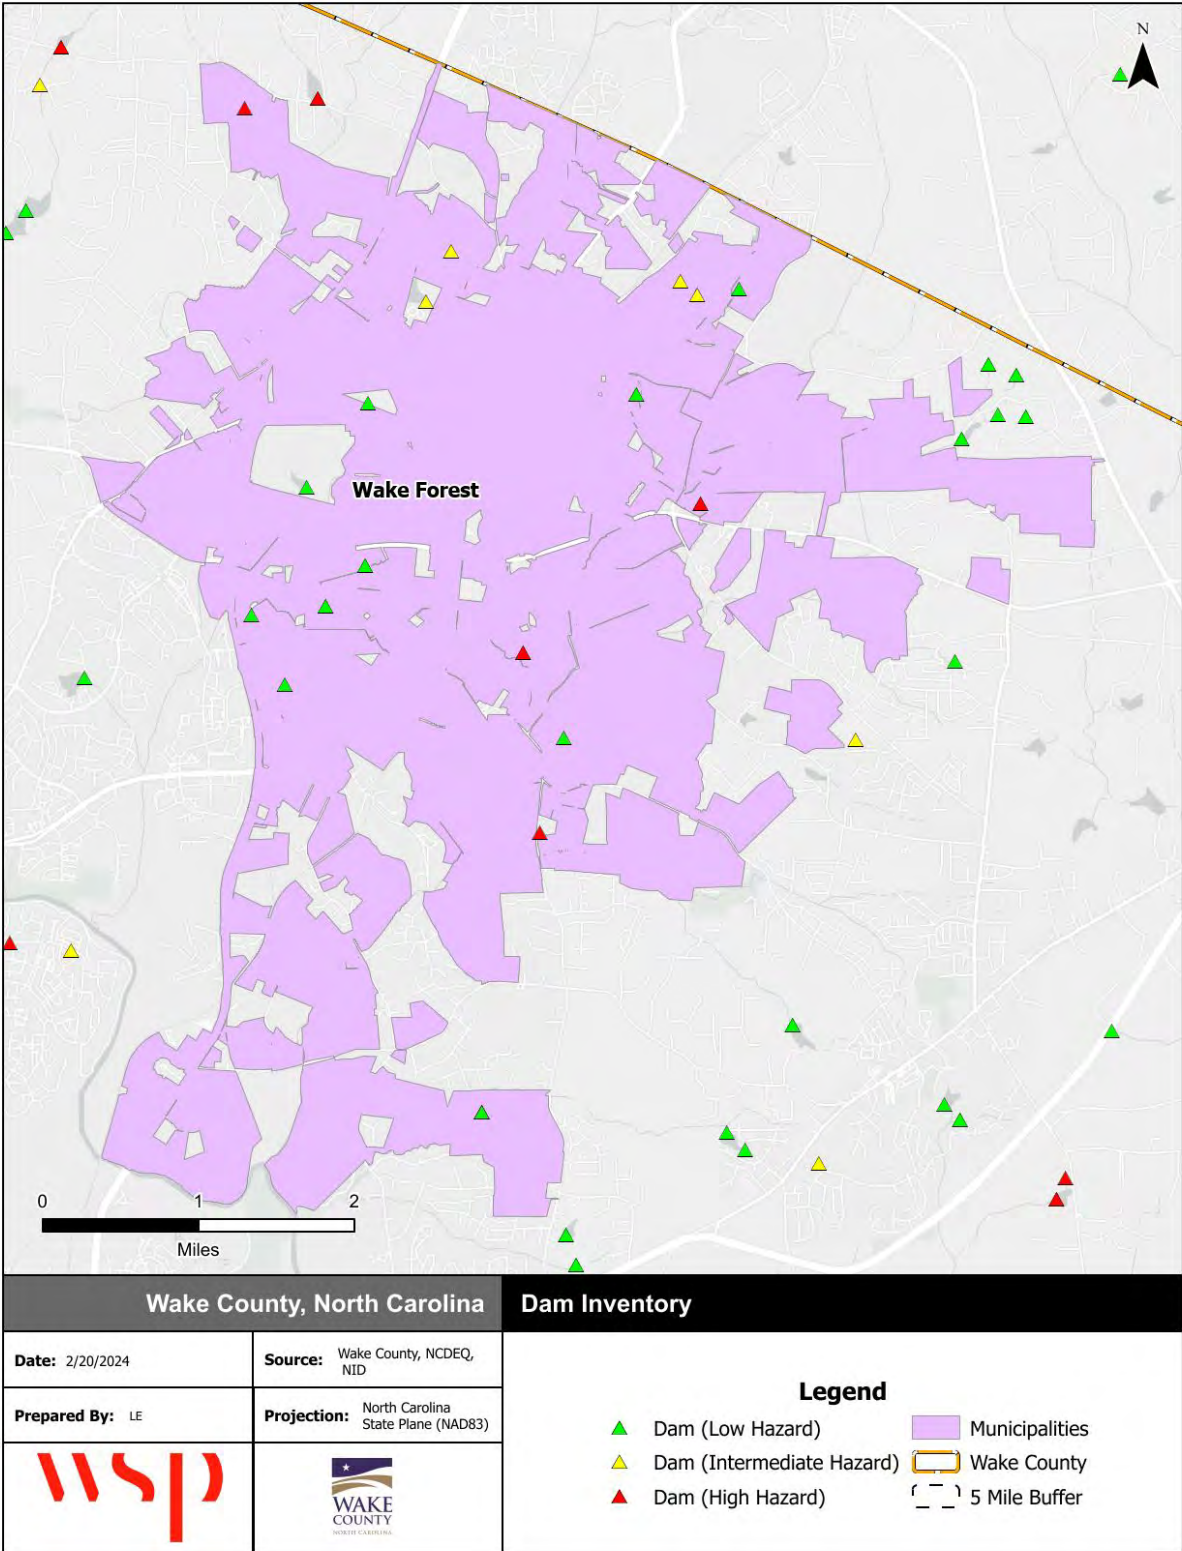 N
Wake Forest
0 1 2
Miles
Wake County, North Carolina
Dam Inventory
Date: 2/20/2024
Source: Wake County, NCDEQ,
NID
Prepared By: LE
Projection: North Carolina
State Plane (NAD83)
wsp
WAKE
COUNTY
NORTH CAROLINA
Legend
Dam (Low Hazard)
Municipalities
Dam (Intermediate Hazard)
Wake County
Dam (High Hazard)
5 Mile Buffer